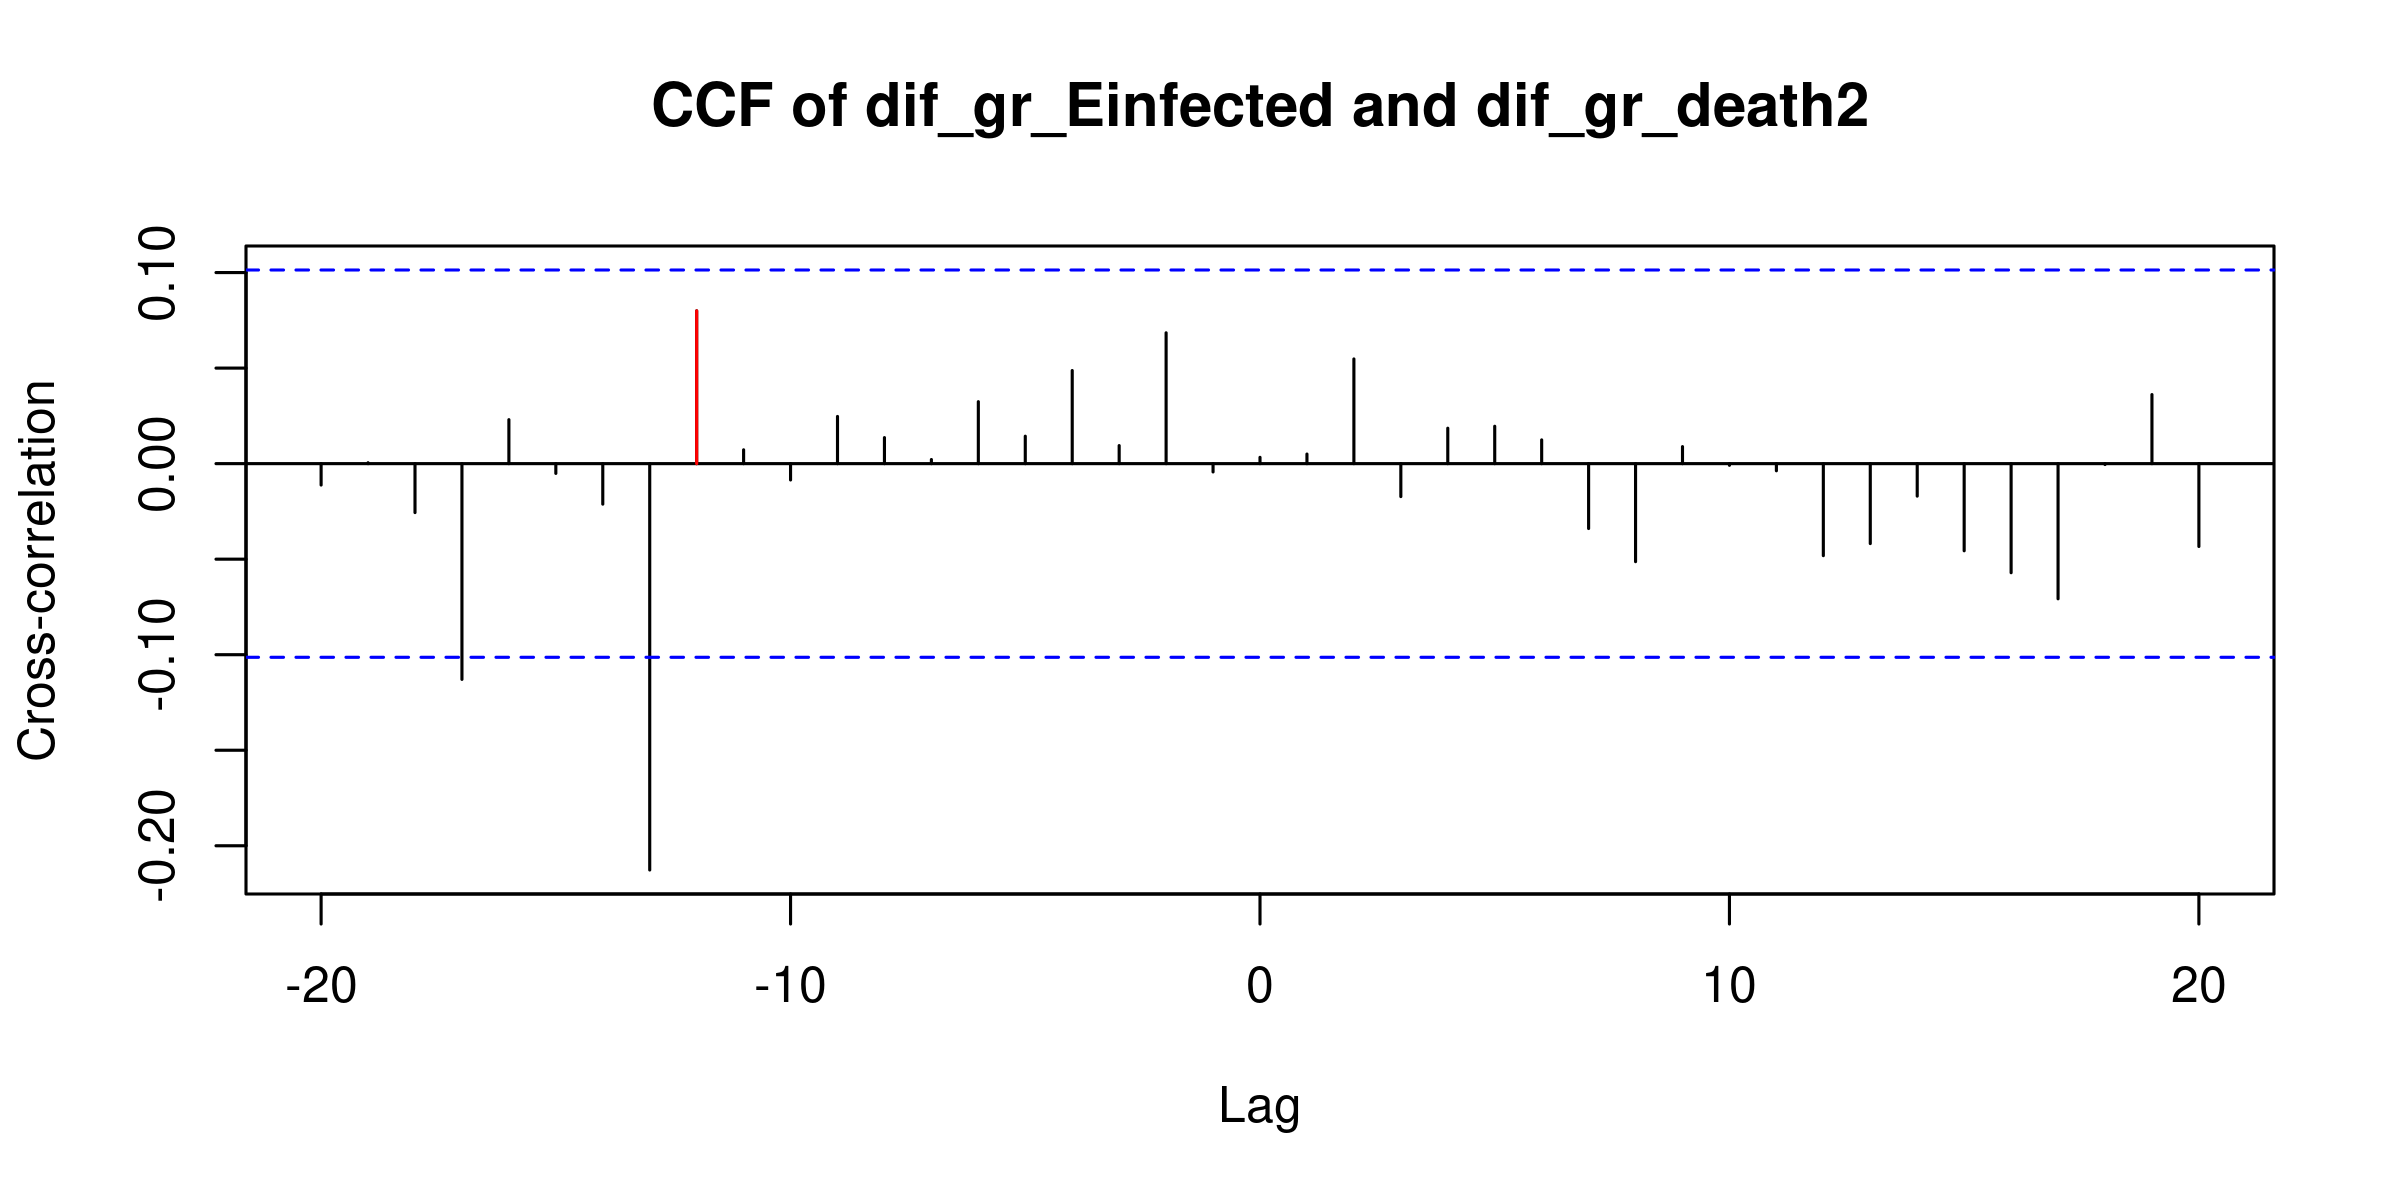 CCF of dif_gr_Einfected and dif_gr_death2
Cross-correlation
0.10
0.00
-0.10
-0.20
-20 -10 0 10 20
Lag